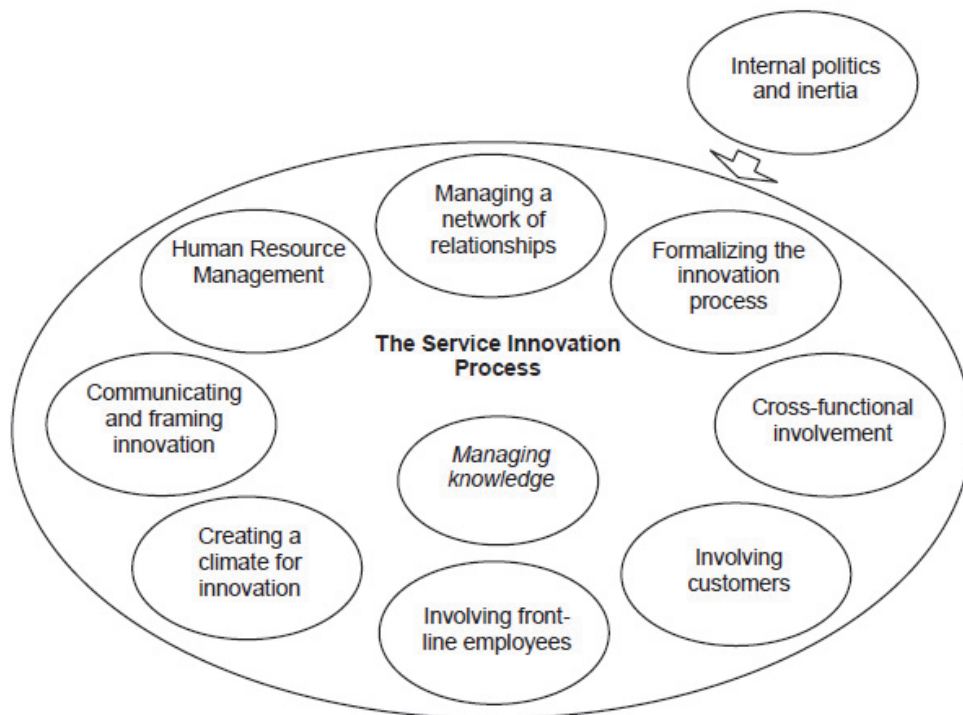 Internal politics
and inertia
Managing a
network of
relationships
Human Resource
Management
Formalizing the
innovation
process
The Service Innovation
Process
Communicating
and framing
innovation
Cross-functional
involvement
Managing
knowledge
Creating a
climate for
innovation
Involving
customers
Involving front-
line employees